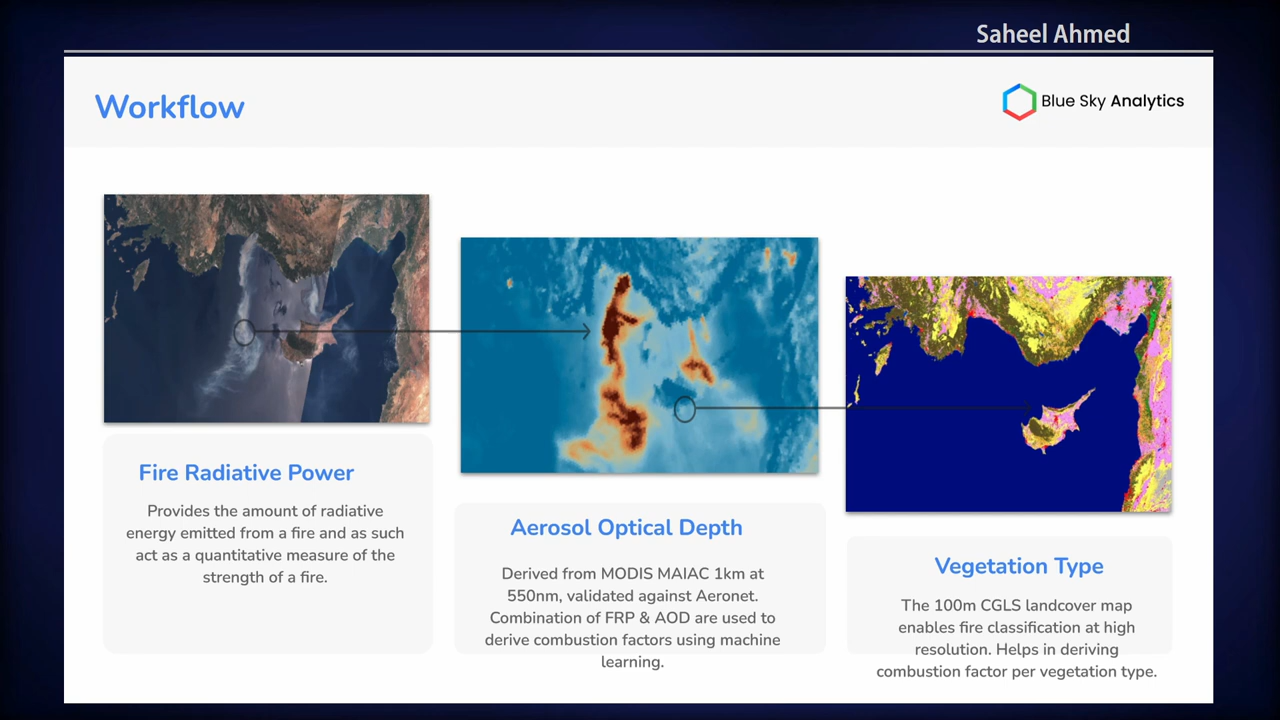 Saheel Ahmed
Workflow
Blue Sky Analytics
Fire Radiative Power
Provides the amount of radiative
energy emitted from a fire and as such
act as a quantitative measure of the
strength of a fire.
Aerosol Optical Depth
Derived from MODIS MAIAC 1km at
550nm, validated against Aeronet.
Combination of FRP & AOD are used to
derive combustion factors using machine
learning.
Vegetation Type
The 100m CGLS landcover map
enables fire classification at high
resolution. Helps in deriving
combustion factor per vegetation type.